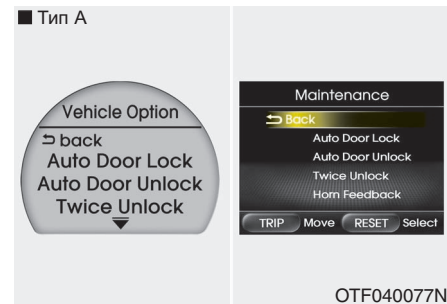 Тип A
Vehicle Option
back
Auto Door Lock
Auto Door Unlock
Twice Unlock
Maintenance
Back
Auto Door Lock
Auto Door Unlock
Twice Unlock
Horn Feedback
TRIP Move RESET Select
OTF040077N